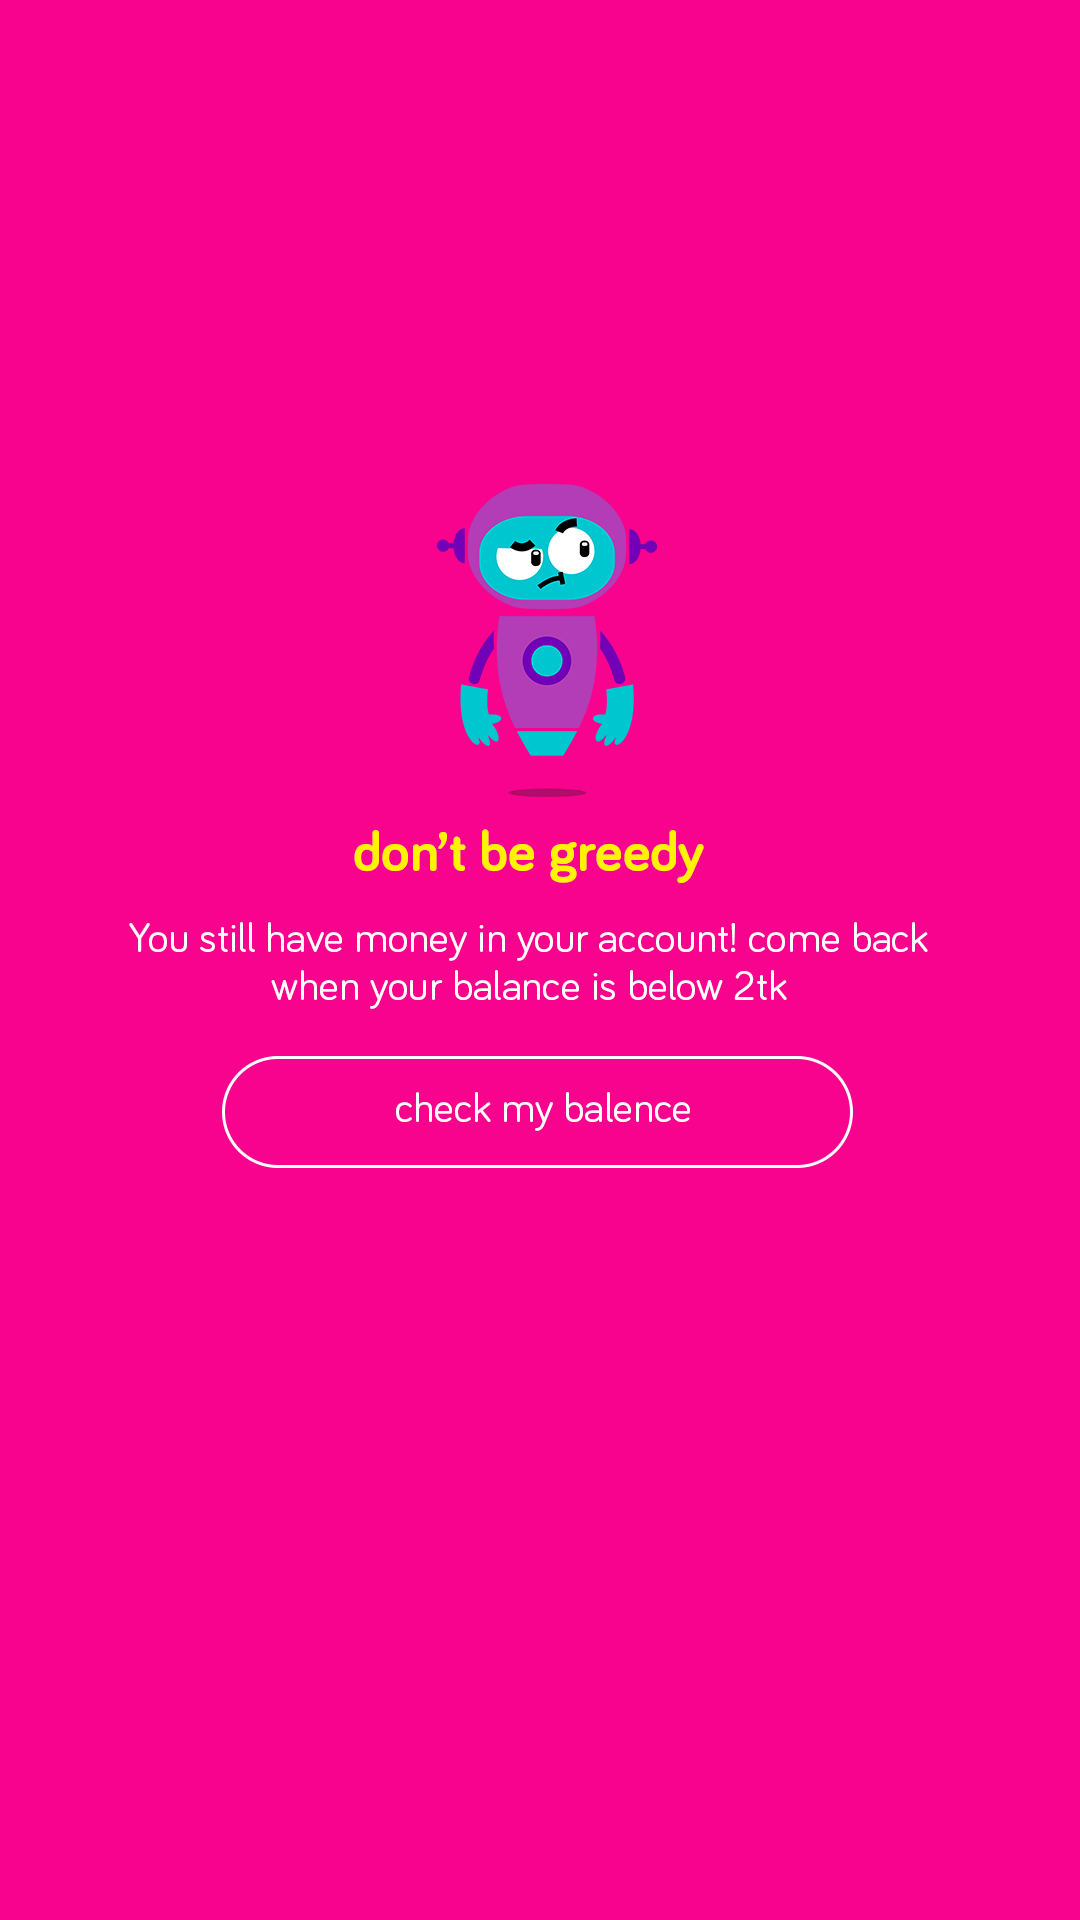 don't be greedy
You still have money in your account! come back
when your balance is below 2tk
check my balence